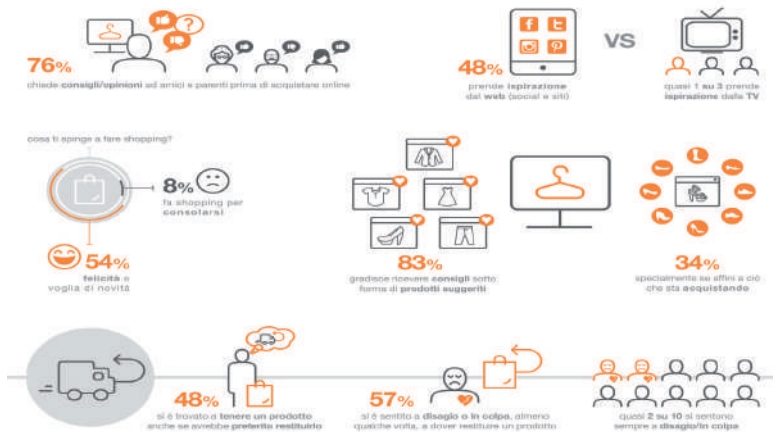 76%
chiede consigli/opinioni ad amici e parenti prima di acquistare online
48%
prende ispirazione
dal web (social e siti)
VS
quasi 1 su 3 prende
ispirazione dalla TV
cosa ti spinge a fare shopping?
8%
fa shopping per
consolarsi
54%
felicità e
voglia di novità
83%
gradisce ricevere consigli sotto
forma di prodotti suggeriti
34%
specialmente se affini a ciò
che sta acquistando
48%
si è trovato a tenere un prodotto
anche se avrebbe preferito restituirlo
57%
si è sentito a disagio o in colpa, almeno
qualche volta, a dover restituire un prodotto
quasi 2 su 10 si sentono
sempre a disagio/in colpa